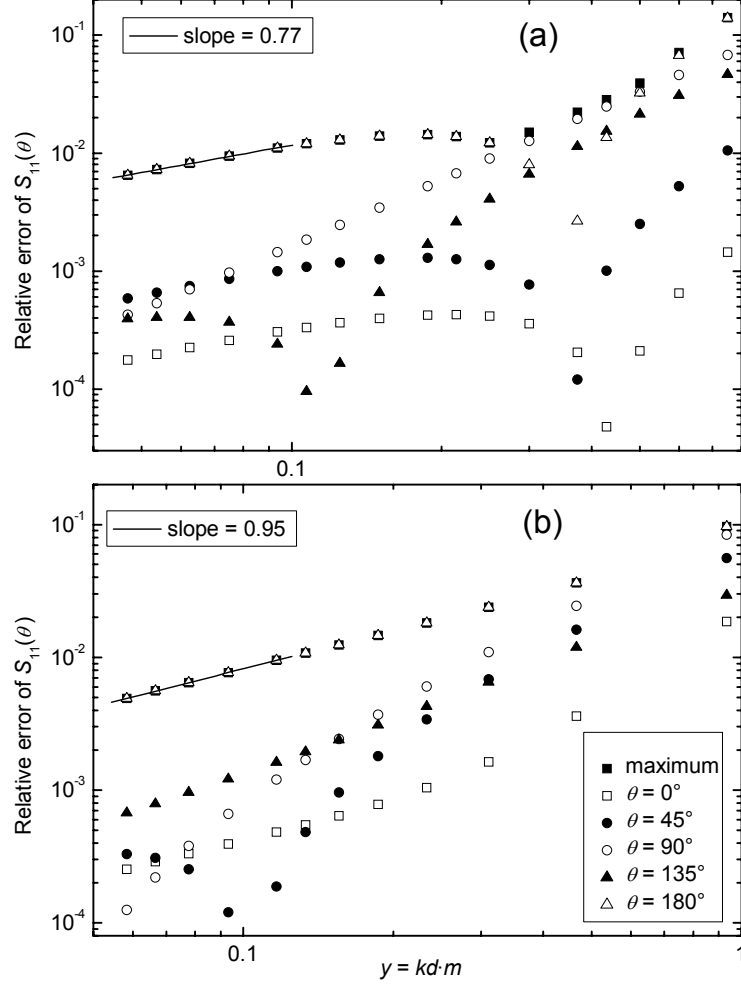 10⁻¹
slope = 0.77
(a)
10⁻²
10⁻³
10⁻⁴
Relative error of S₁₁(θ)
0.1
10⁻¹
slope = 0.95
(b)
10⁻²
10⁻³
10⁻⁴
Relative error of S₁₁(θ)
maximum
θ = 0°
θ = 45°
θ = 90°
θ = 135°
θ = 180°
0.1
1
y = kd·m